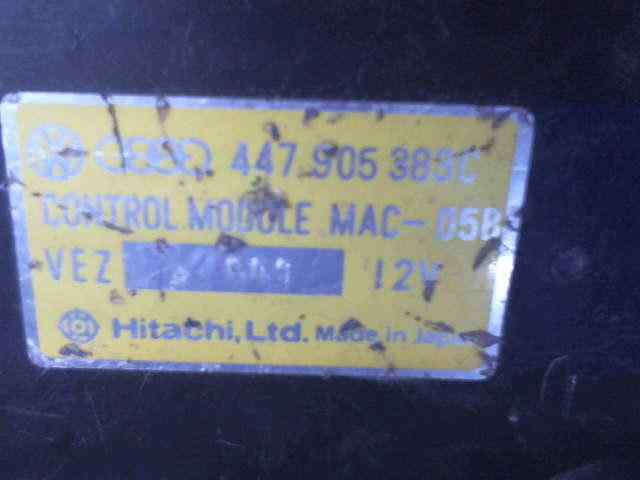 447 905 383C
CONTROL MODULE MAC-05B
VEZ 12V
Hitachi, Ltd. Made in Japan